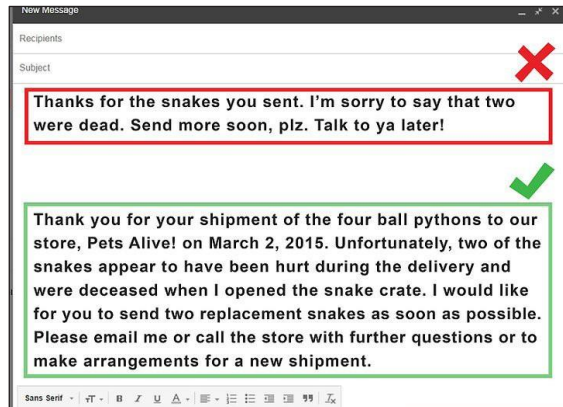 New Message
Recipients
Subject
Thanks for the snakes you sent. I'm sorry to say that two
were dead. Send more soon, plz. Talk to ya later!
Thank you for your shipment of the four ball pythons to our
store, Pets Alive! on March 2, 2015. Unfortunately, two of the
snakes appear to have been hurt during the delivery and
were deceased when I opened the snake crate. I would like
for you to send two replacement snakes as soon as possible.
Please email me or call the store with further questions or to
make arrangements for a new shipment.
Sans Serif